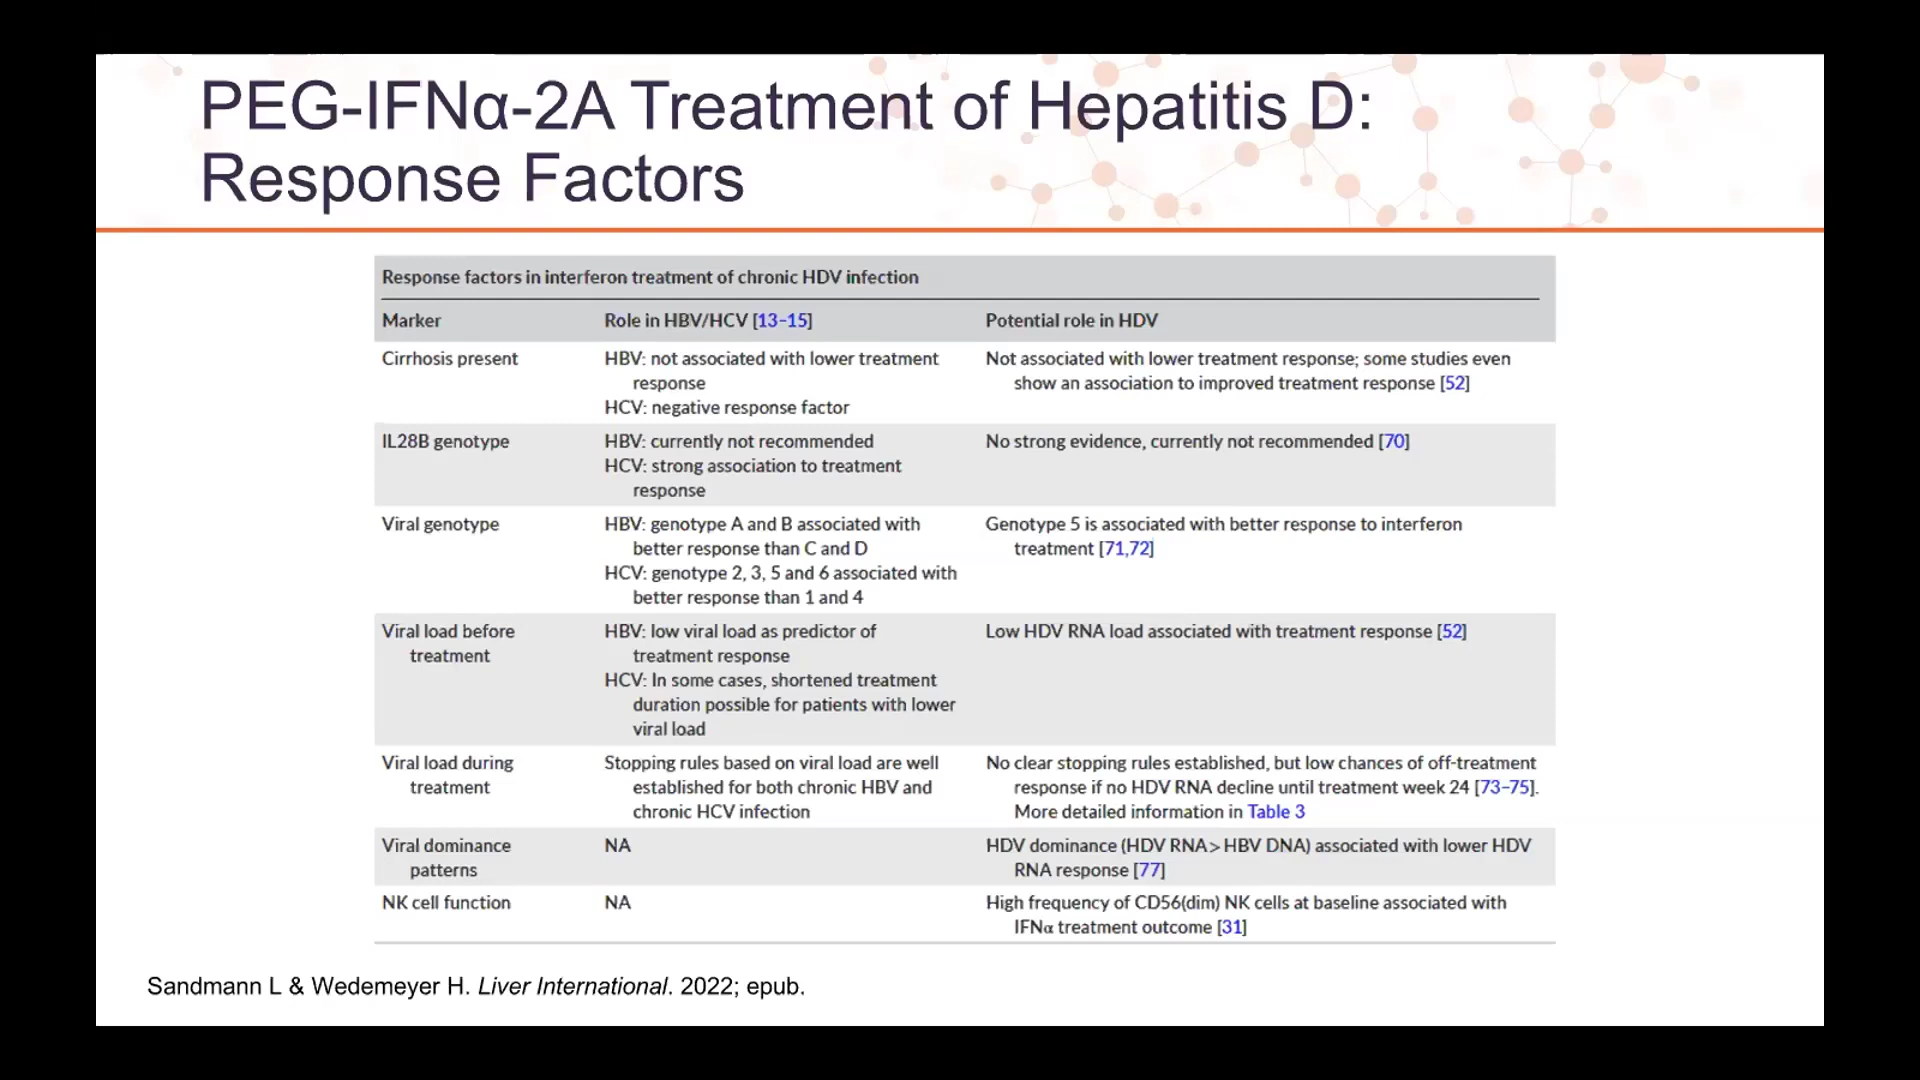 PEG-IFNα-2A Treatment of Hepatitis D:
Response Factors
Response factors in interferon treatment of chronic HDV infection
Marker
Role in HBV/HCV [13–15]
Potential role in HDV
Cirrhosis present
HBV: not associated with lower treatment
response
HCV: negative response factor
Not associated with lower treatment response; some studies even
show an association to improved treatment response [52]
IL28B genotype
HBV: currently not recommended
HCV: strong association to treatment
response
No strong evidence, currently not recommended [70]
Viral genotype
HBV: genotype A and B associated with
better response than C and D
HCV: genotype 2, 3, 5 and 6 associated with
better response than 1 and 4
Genotype 5 is associated with better response to interferon
treatment [71,72]
Viral load before
treatment
HBV: low viral load as predictor of
treatment response
HCV: In some cases, shortened treatment
duration possible for patients with lower
viral load
Low HDV RNA load associated with treatment response [52]
Viral load during
treatment
Stopping rules based on viral load are well
established for both chronic HBV and
chronic HCV infection
No clear stopping rules established, but low chances of off-treatment
response if no HDV RNA decline until treatment week 24 [73–75].
More detailed information in Table 3
Viral dominance
patterns
NA
HDV dominance (HDV RNA > HBV DNA) associated with lower HDV
RNA response [77]
NK cell function
NA
High frequency of CD56(dim) NK cells at baseline associated with
IFNα treatment outcome [31]
Sandmann L & Wedemeyer H. Liver International. 2022; epub.